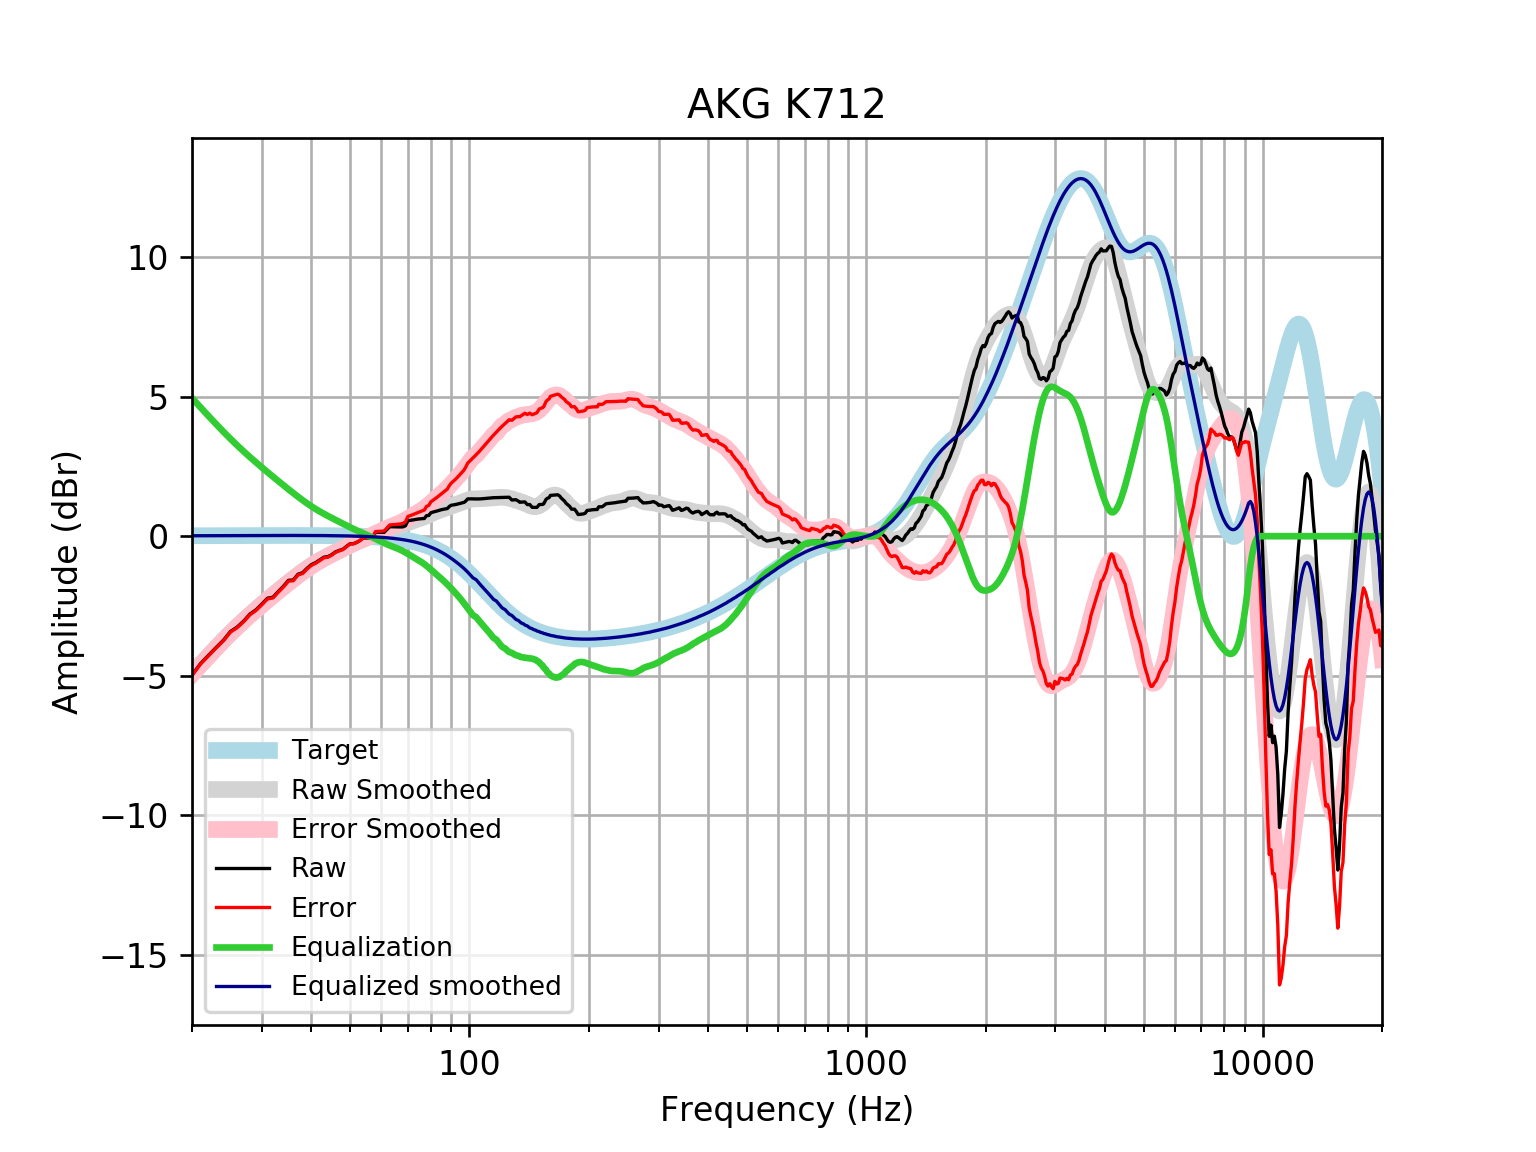 AKG K712
10
5
0
−5
−10
−15
Amplitude (dBr)
Target
Raw Smoothed
Error Smoothed
Raw
Error
Equalization
Equalized smoothed
100
1000
10000
Frequency (Hz)